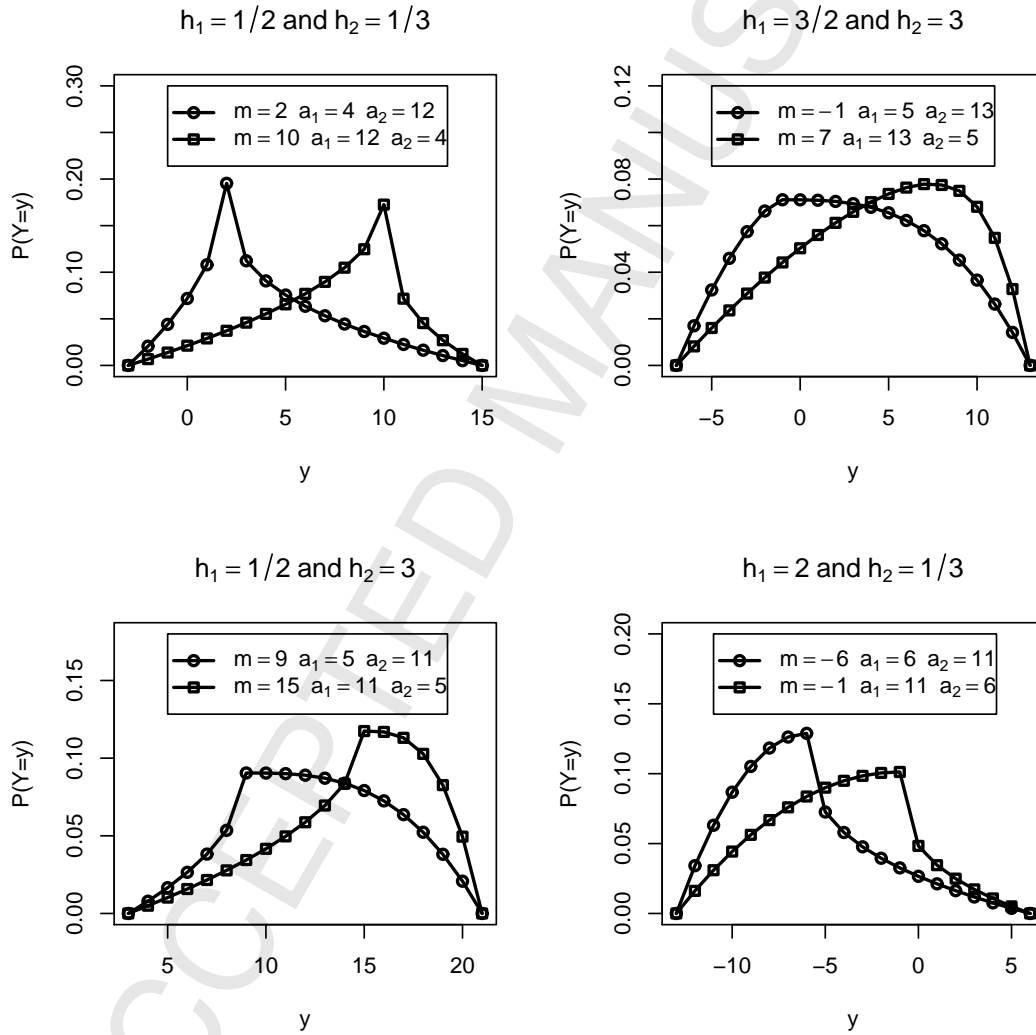 h₁ = 1/2 and h₂ = 1/3
P(Y=y)
0.00 0.10 0.20 0.30
m = 2 a₁ = 4 a₂ = 12
m = 10 a₁ = 12 a₂ = 4
0 5 10 15
y
h₁ = 3/2 and h₂ = 3
P(Y=y)
0.00 0.04 0.08 0.12
m = −1 a₁ = 5 a₂ = 13
m = 7 a₁ = 13 a₂ = 5
−5 0 5 10
y
h₁ = 1/2 and h₂ = 3
P(Y=y)
0.00 0.05 0.10 0.15
m = 9 a₁ = 5 a₂ = 11
m = 15 a₁ = 11 a₂ = 5
5 10 15 20
y
h₁ = 2 and h₂ = 1/3
P(Y=y)
0.00 0.05 0.10 0.15 0.20
m = −6 a₁ = 6 a₂ = 11
m = −1 a₁ = 11 a₂ = 6
−10 −5 0 5
y
CCEPTED MANUS